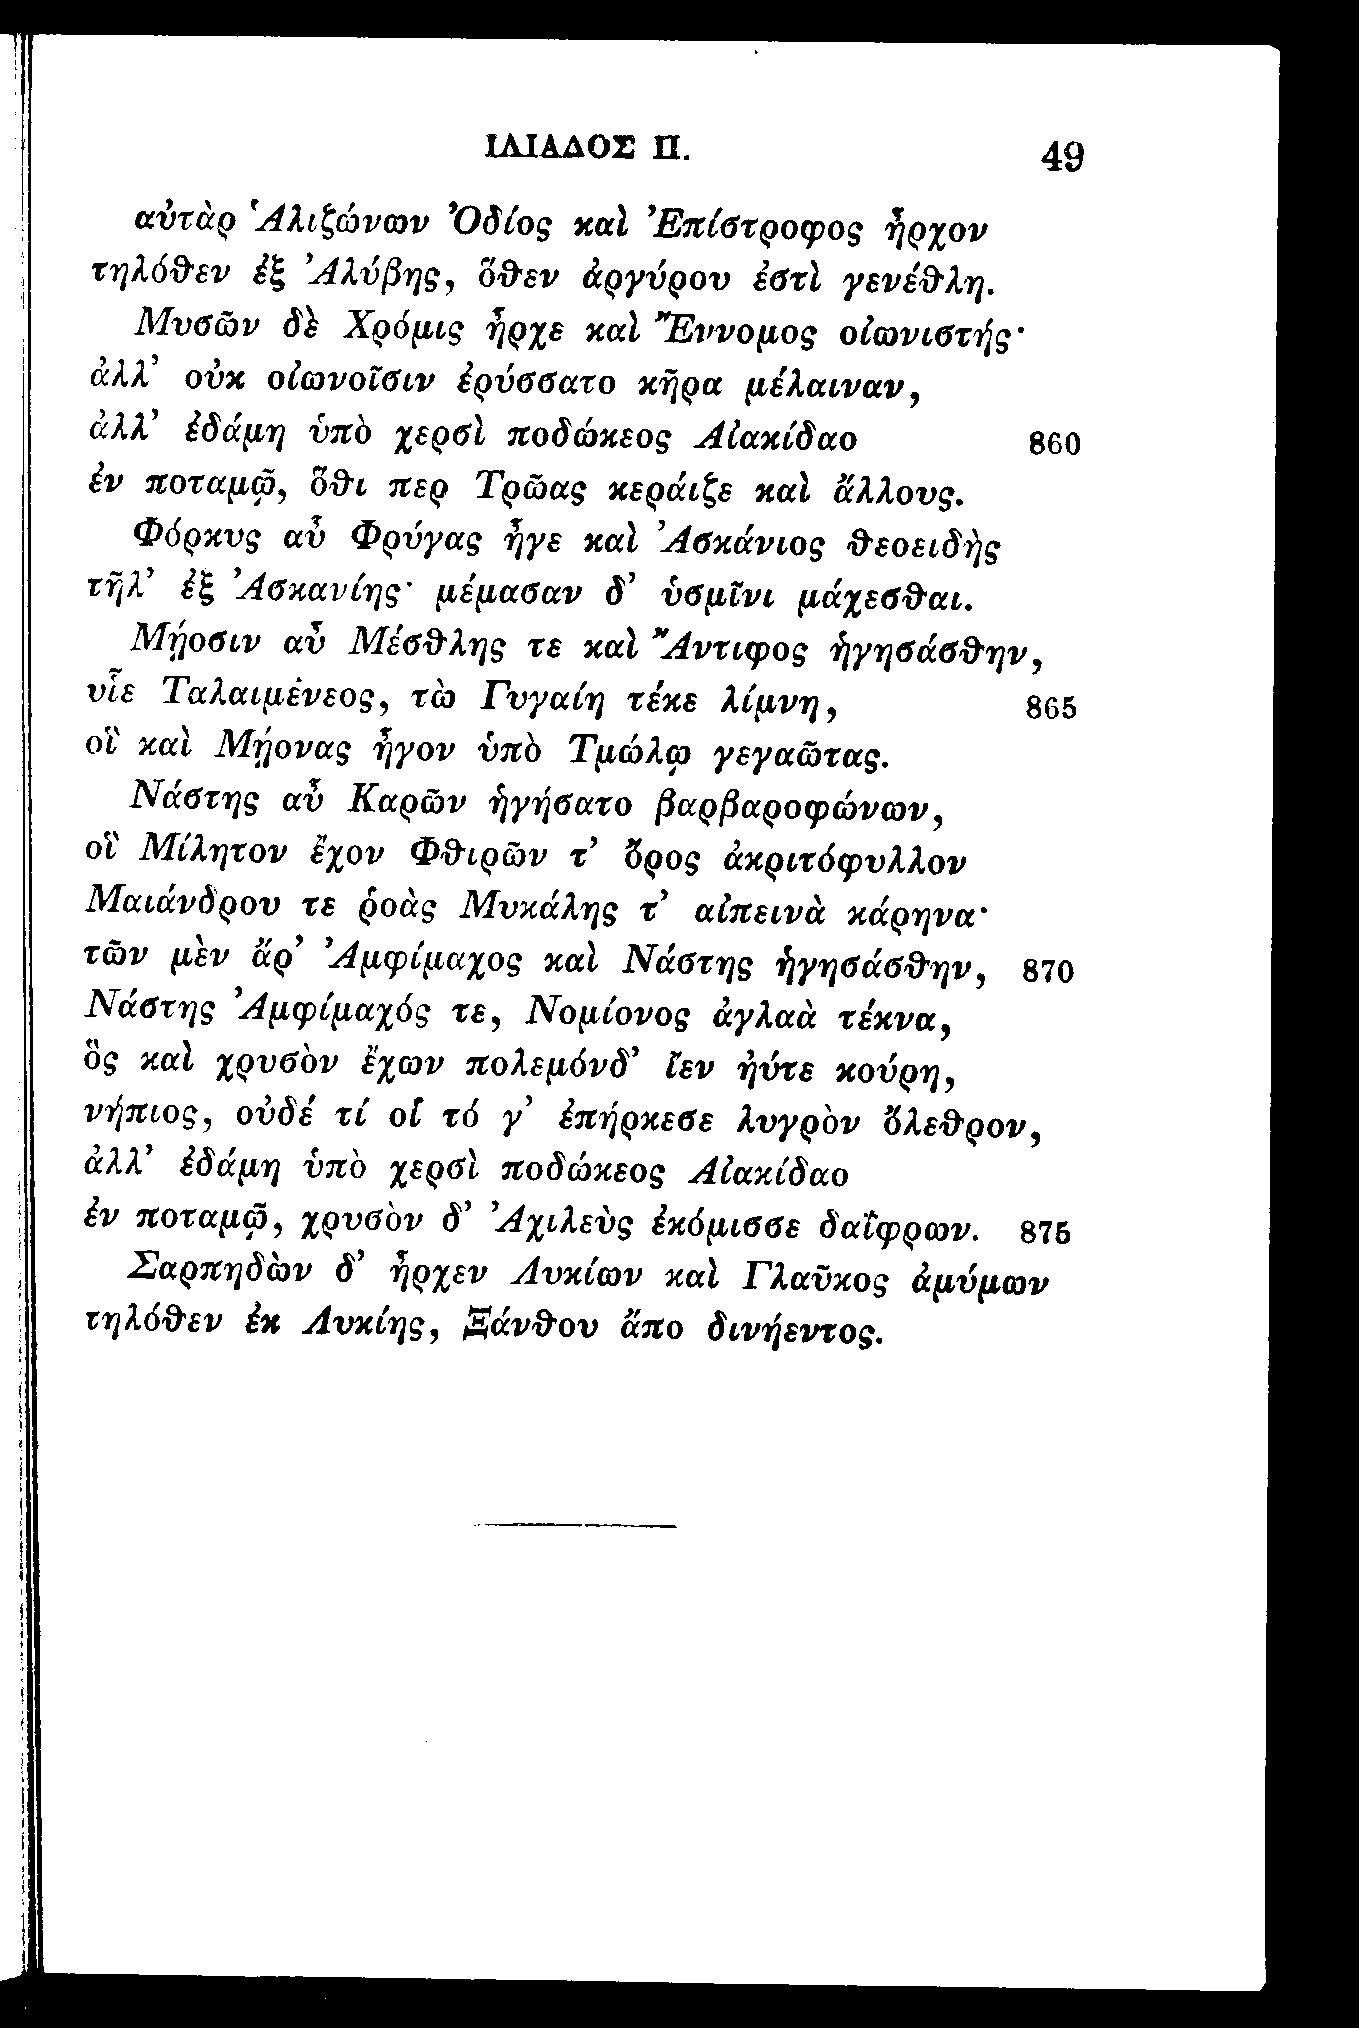 ΙΛΙΑΔΟΣ Π. 49
αὐτὰρ Ἁλιζώνων Ὀδίος καὶ Ἐπίστροφος ἦρχον
τηλόθεν ἐξ Ἀλύβης, ὅθεν ἀργύρου ἐστὶ γενέθλη.
Μυσῶν δὲ Χρόμις ἦρχε καὶ Ἔννομος οἰωνιστής·
ἀλλ’ οὐκ οἰωνοῖσιν ἐρύσσατο κῆρα μέλαιναν,
ἀλλ’ ἐδάμη ὑπὸ χερσὶ ποδώκεος Αἰακίδαο 860
ἐν ποταμῷ, ὅθι περ Τρῶας κεράιζε καὶ ἄλλους.
Φόρκυς αὖ Φρύγας ἦγε καὶ Ἀσκάνιος θεοειδὴς
τῆλ’ ἐξ Ἀσκανίης· μέμασαν δ’ ὑσμῖνι μάχεσθαι.
Μῄοσιν αὖ Μέσθλης τε καὶ Ἄντιφος ἡγησάσθην,
υἷε Ταλαιμένεος, τὼ Γυγαίη τέκε λίμνη, 865
οἳ καὶ Μῄονας ἦγον ὑπὸ Τμώλῳ γεγαῶτας.
Νάστης αὖ Καρῶν ἡγήσατο βαρβαροφώνων,
οἳ Μίλητον ἔχον Φθιρῶν τ’ ὄρος ἀκριτόφυλλον
Μαιάνδρου τε ῥοὰς Μυκάλης τ’ αἰπεινὰ κάρηνα·
τῶν μὲν ἄρ’ Ἀμφίμαχος καὶ Νάστης ἡγησάσθην, 870
Νάστης Ἀμφίμαχός τε, Νομίονος ἀγλαὰ τέκνα,
ὃς καὶ χρυσὸν ἔχων πολεμόνδ’ ἴεν ἠύτε κούρη,
νήπιος, οὐδέ τί οἱ τό γ’ ἐπήρκεσε λυγρὸν ὄλεθρον,
ἀλλ’ ἐδάμη ὑπὸ χερσὶ ποδώκεος Αἰακίδαο
ἐν ποταμῷ, χρυσὸν δ’ Ἀχιλεὺς ἐκόμισσε δαΐφρων. 875
Σαρπηδὼν δ’ ἦρχεν Λυκίων καὶ Γλαῦκος ἀμύμων
τηλόθεν ἐκ Λυκίης, Ξάνθου ἄπο δινήεντος.